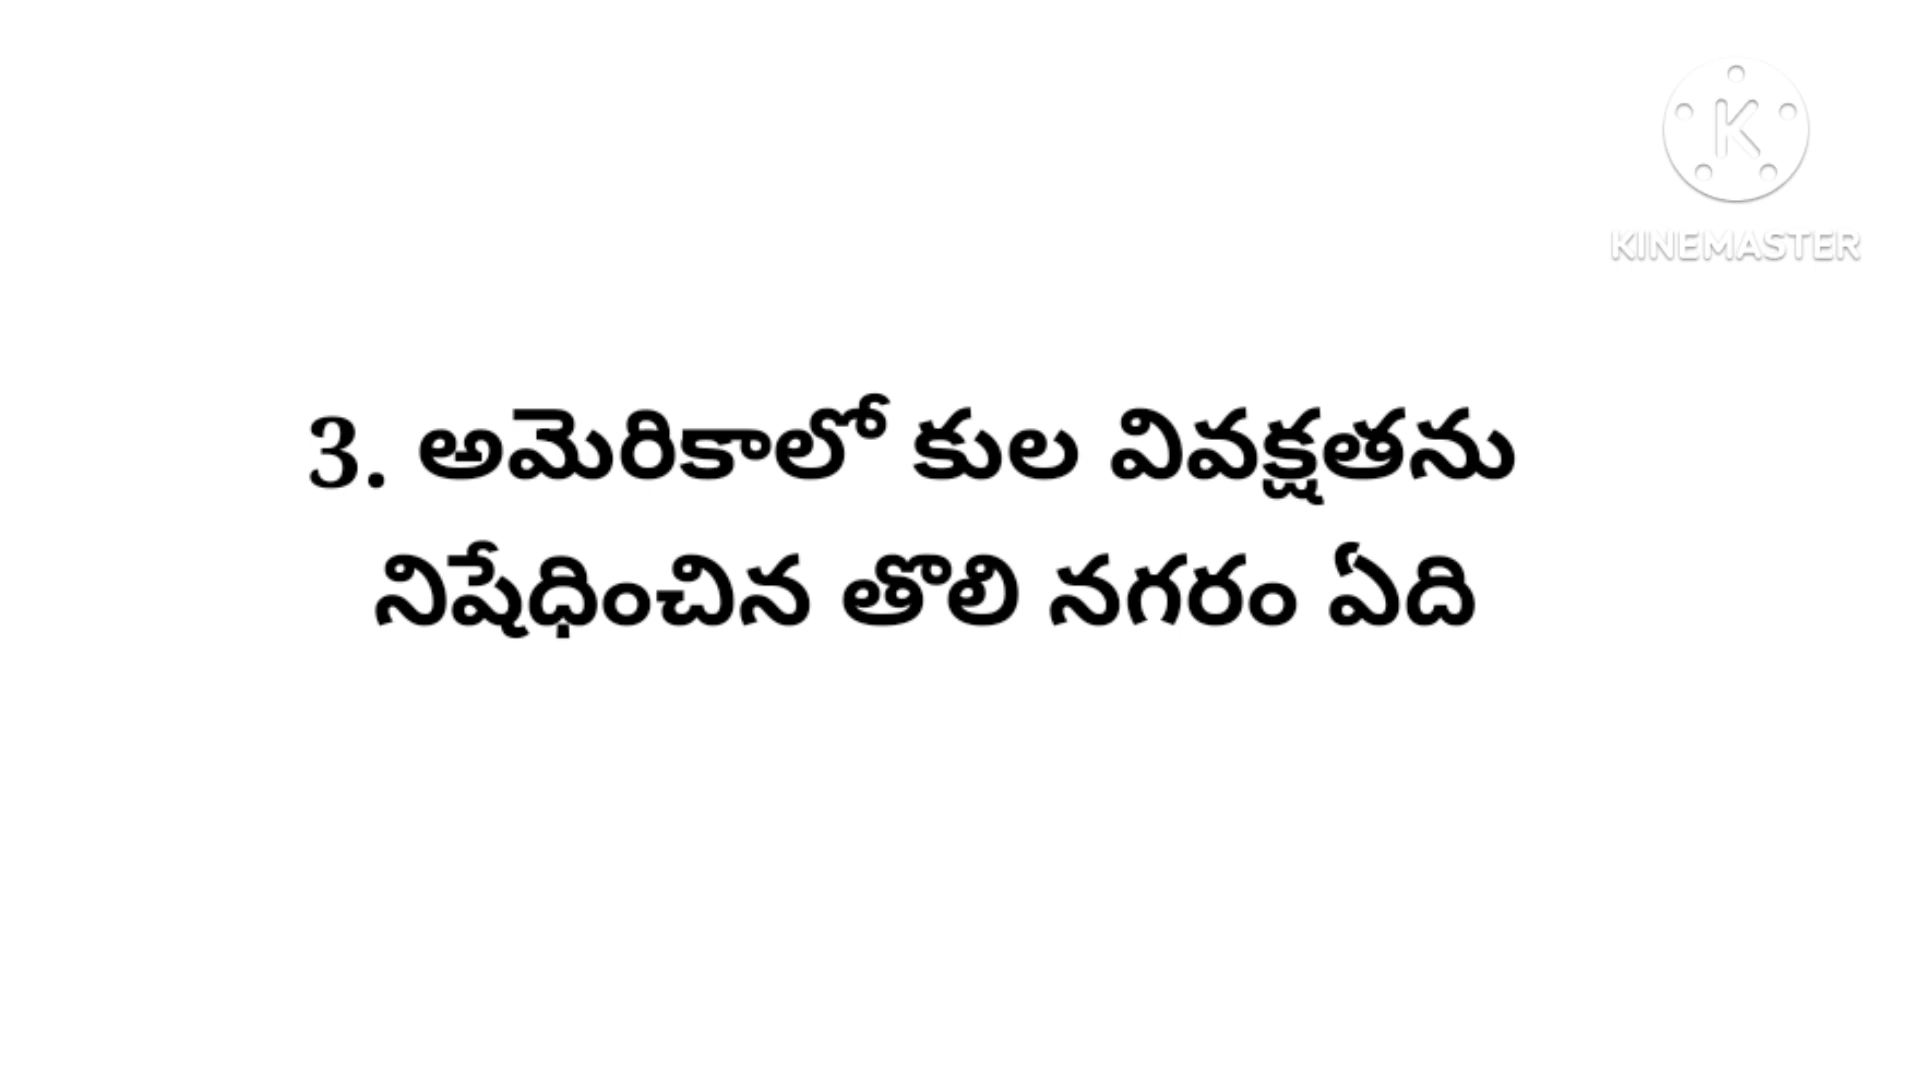 K
KINEMASTER
3. అమెరికాలో కుల వివక్షతను
నిషేధించిన తొలి నగరం ఏది